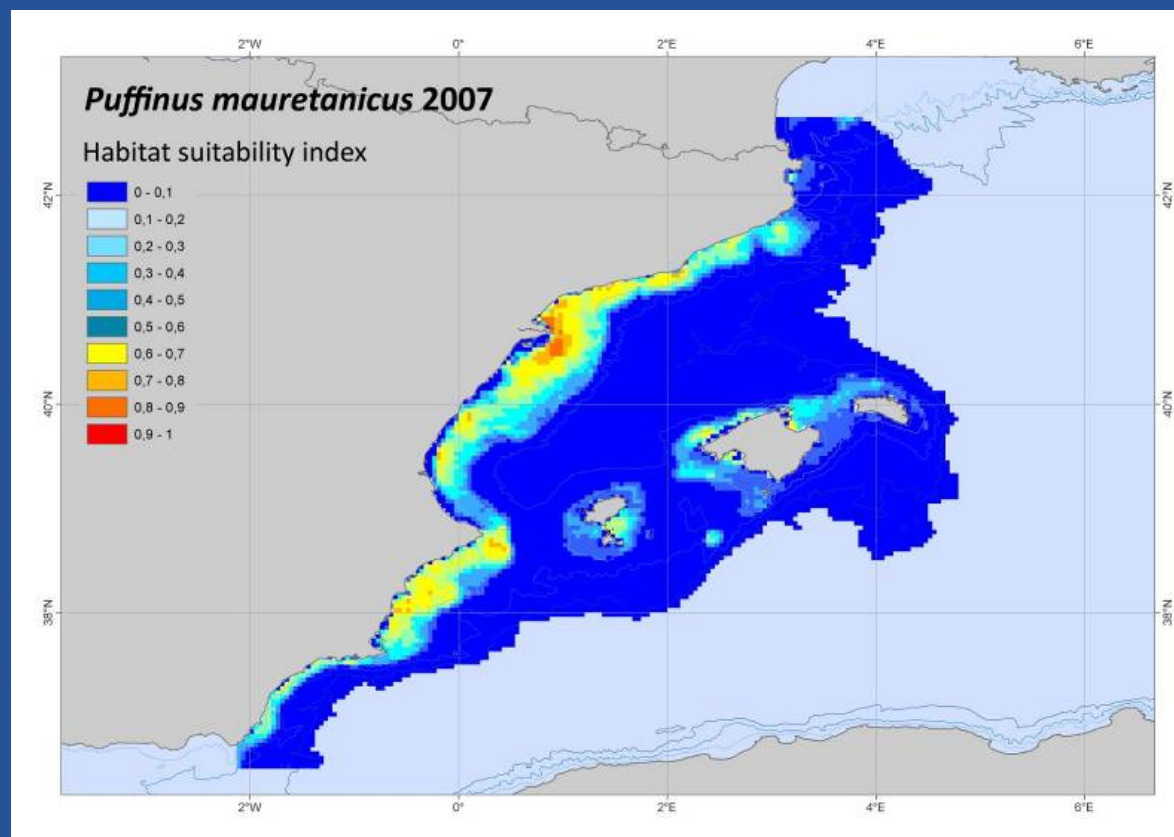 2°W 0° 2°E 4°E 6°E
Puffinus mauretanicus 2007
Habitat suitability index
0 - 0,1
0,1 - 0,2
0,2 - 0,3
0,3 - 0,4
0,4 - 0,5
0,5 - 0,6
0,6 - 0,7
0,7 - 0,8
0,8 - 0,9
0,9 - 1
42°N 42°N
40°N 40°N
38°N 38°N
2°W 0° 2°E 4°E 6°E